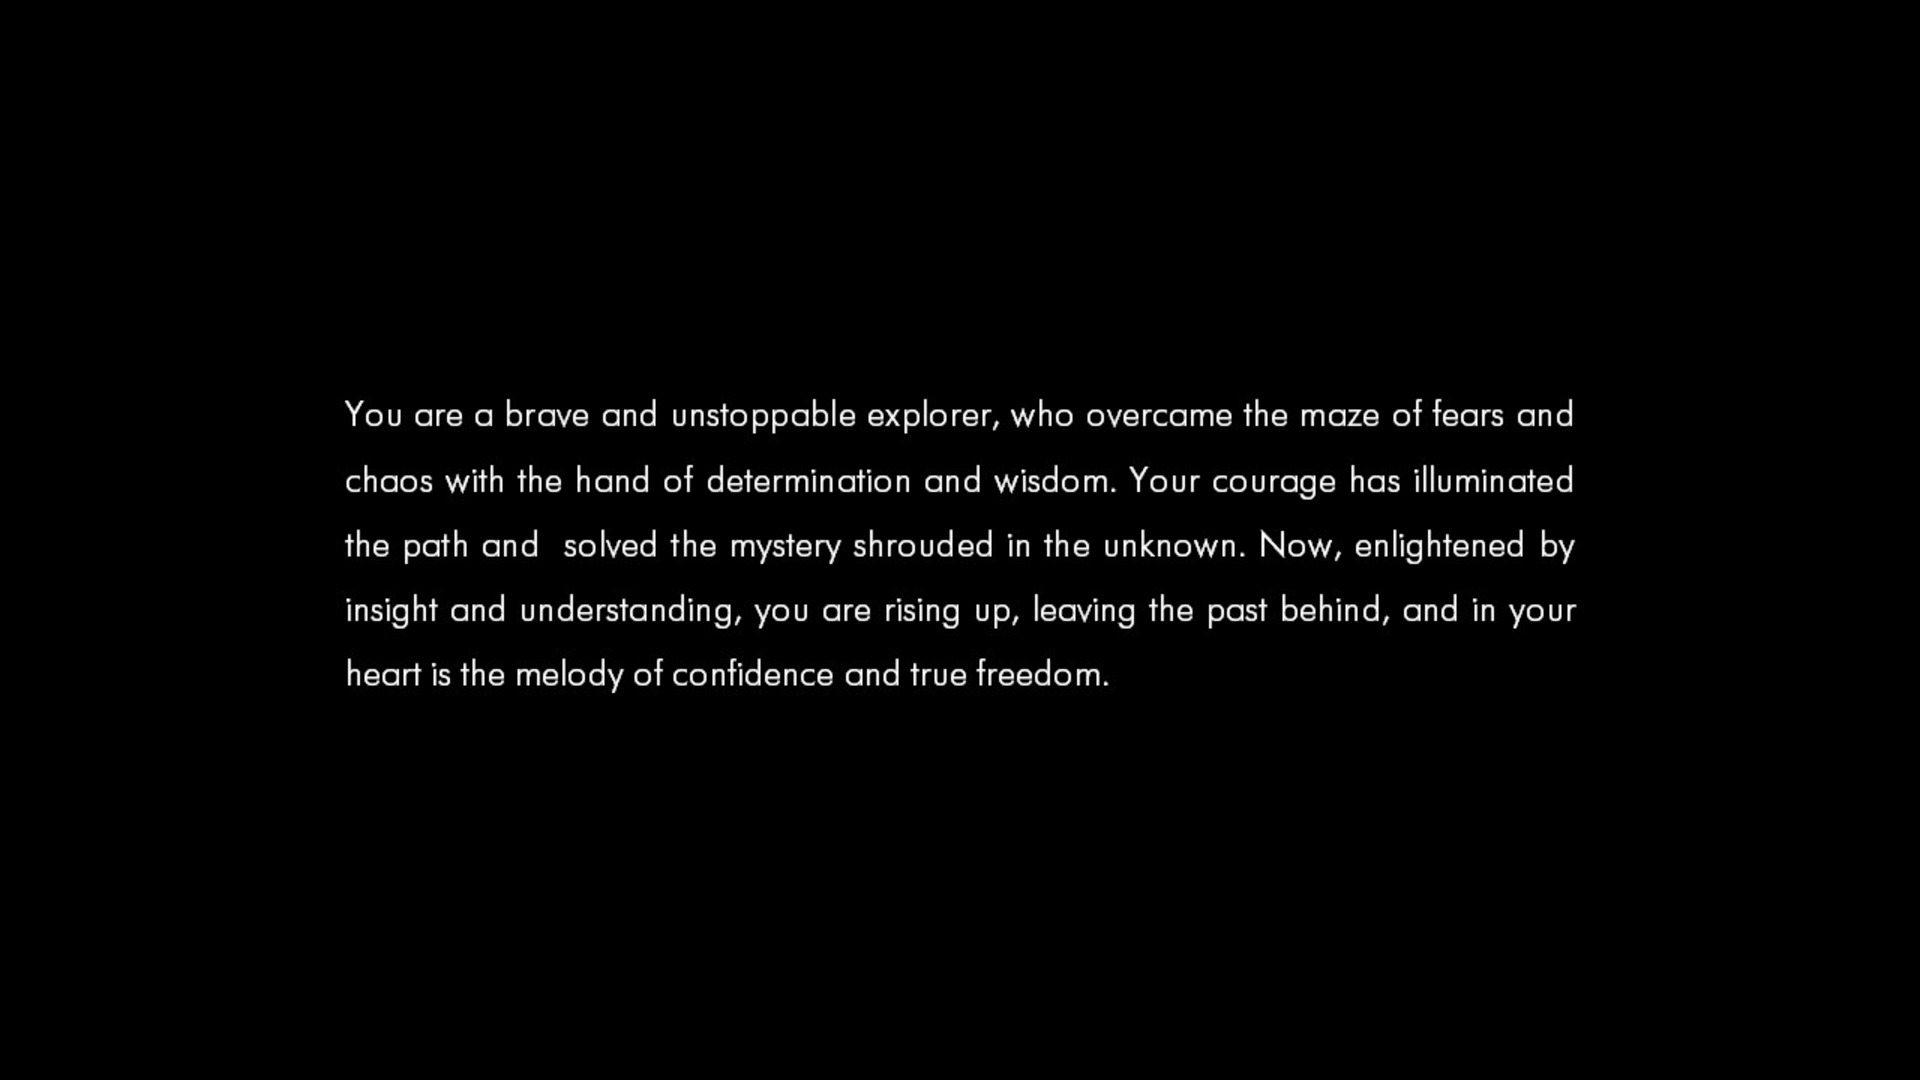 You are a brave and unstoppable explorer, who overcame the maze of fears and
chaos with the hand of determination and wisdom. Your courage has illuminated
the path and  solved the mystery shrouded in the unknown. Now, enlightened by
insight and understanding, you are rising up, leaving the past behind, and in your
heart is the melody of confidence and true freedom.